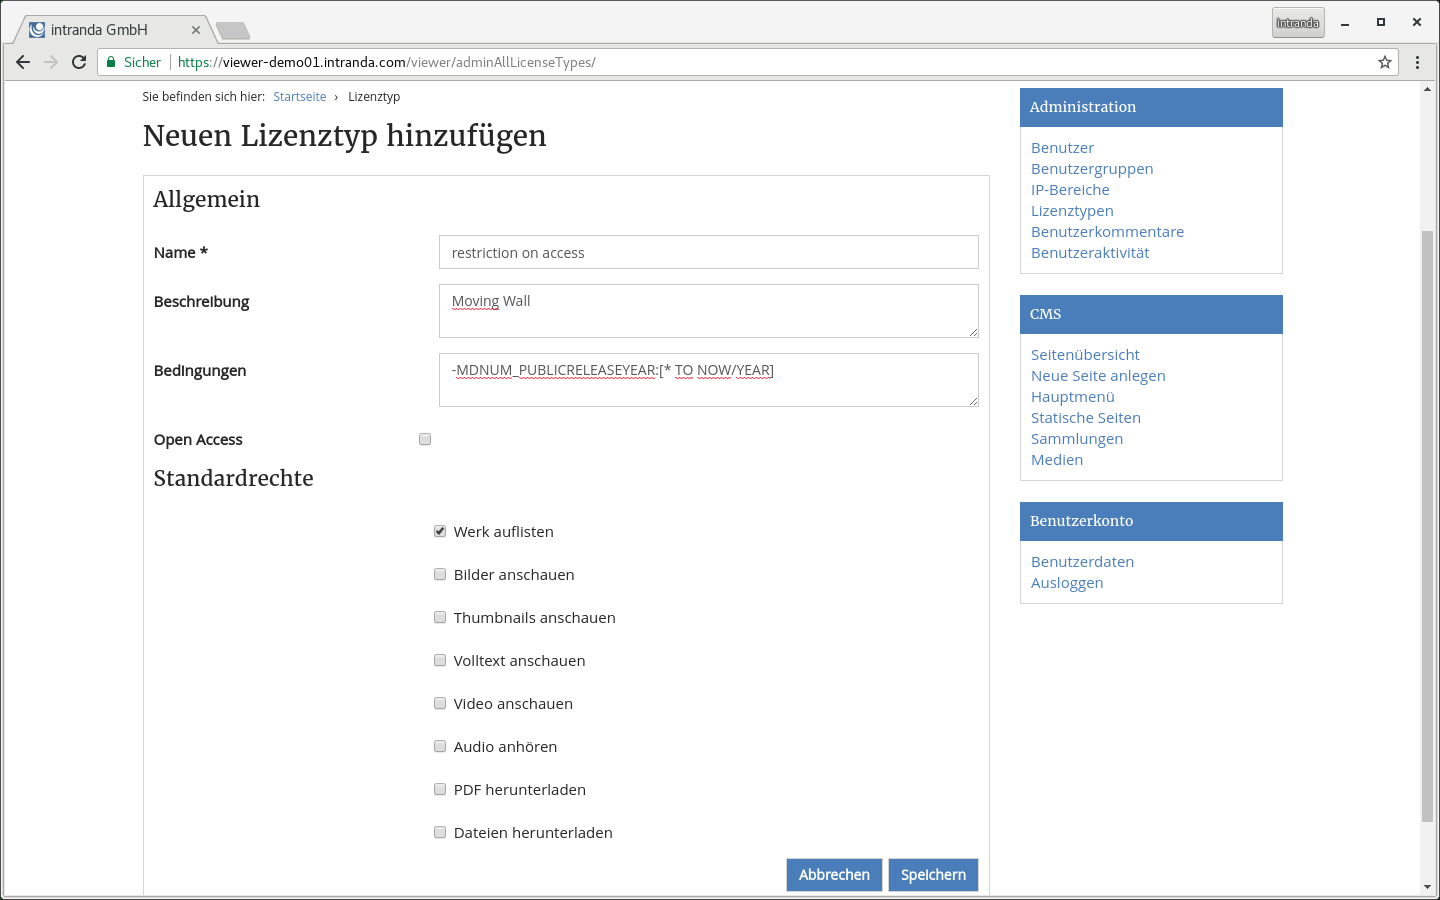 intranda GmbH
intranda
Sicher
https://viewer-demo01.intranda.com/viewer/adminAllLicenseTypes/
Sie befinden sich hier: Startseite › Lizenztyp
Neuen Lizenztyp hinzufügen
Allgemein
Name *
restriction on access
Beschreibung
Moving Wall
Bedingungen
-MDNUM_PUBLICRELEASEYEAR:[* TO NOW/YEAR]
Open Access
Standardrechte
Werk auflisten
Bilder anschauen
Thumbnails anschauen
Volltext anschauen
Video anschauen
Audio anhören
PDF herunterladen
Dateien herunterladen
Abbrechen
Speichern
Administration
Benutzer
Benutzergruppen
IP-Bereiche
Lizenztypen
Benutzerkommentare
Benutzeraktivität
CMS
Seitenübersicht
Neue Seite anlegen
Hauptmenü
Statische Seiten
Sammlungen
Medien
Benutzerkonto
Benutzerdaten
Ausloggen